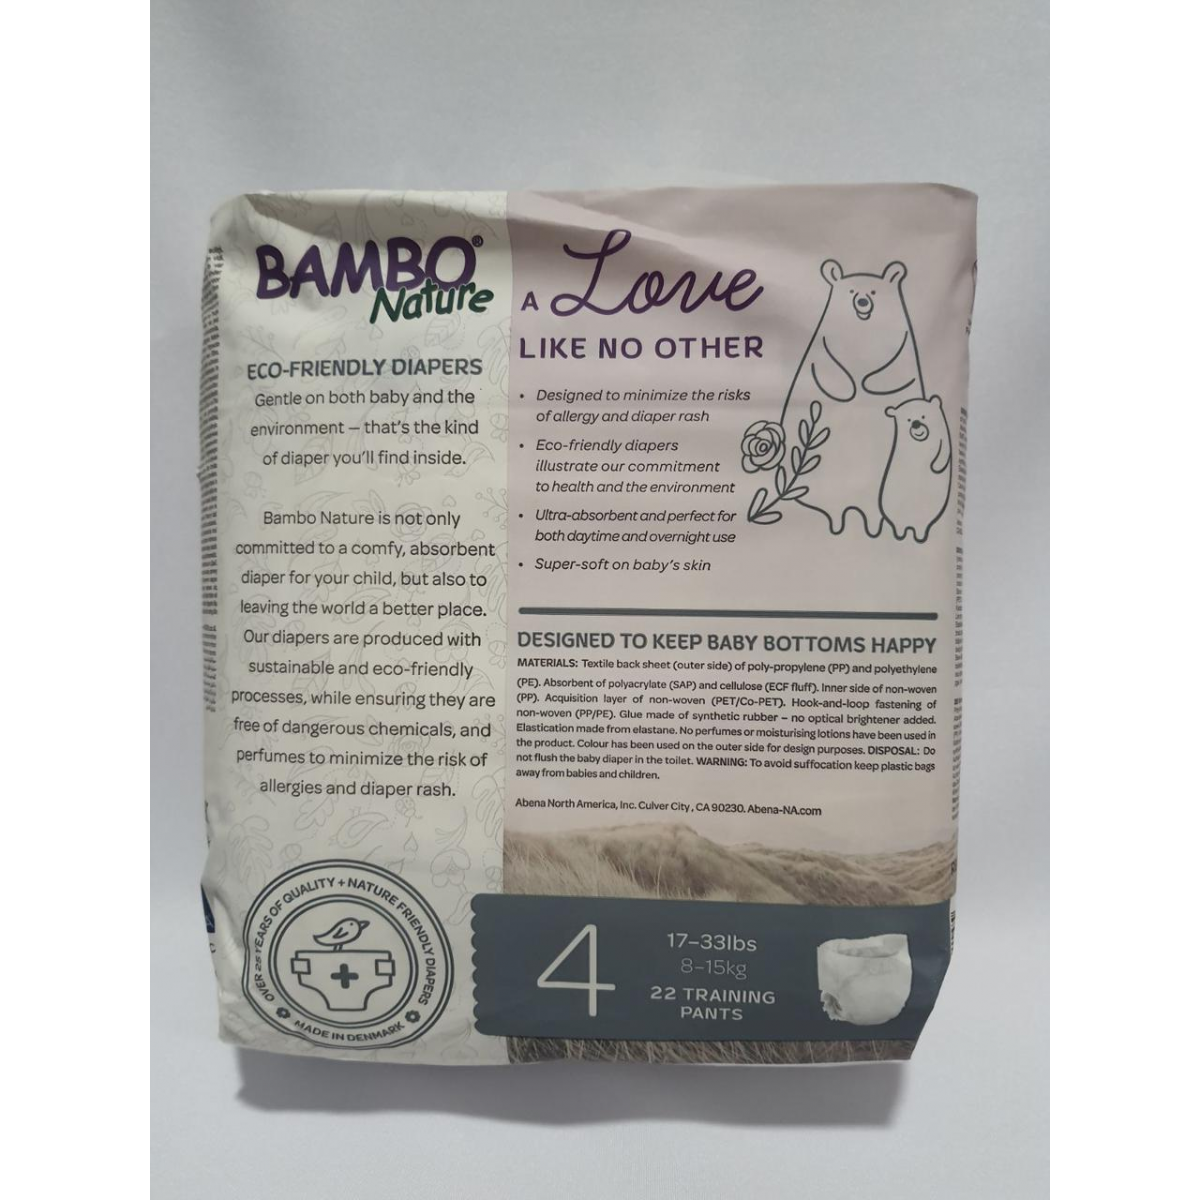 BAMBO®
Nature
ECO-FRIENDLY DIAPERS
Gentle on both baby and the
environment – that's the kind
of diaper you'll find inside.
Bambo Nature is not only
committed to a comfy, absorbent
diaper for your child, but also to
leaving the world a better place.
Our diapers are produced with
sustainable and eco-friendly
processes, while ensuring they are
free of dangerous chemicals, and
perfumes to minimize the risk of
allergies and diaper rash.
OVER 25 YEARS OF QUALITY + NATURE FRIENDLY DIAPERS
MADE IN DENMARK
A Love
LIKE NO OTHER
• Designed to minimize the risks
of allergy and diaper rash
• Eco-friendly diapers
illustrate our commitment
to health and the environment
• Ultra-absorbent and perfect for
both daytime and overnight use
• Super-soft on baby's skin
DESIGNED TO KEEP BABY BOTTOMS HAPPY
MATERIALS: Textile back sheet (outer side) of poly-propylene (PP) and polyethylene
(PE). Absorbent of polyacrylate (SAP) and cellulose (ECF fluff). Inner side of non-woven
(PP). Acquisition layer of non-woven (PET/Co-PET). Hook-and-loop fastening of
non-woven (PP/PE). Glue made of synthetic rubber – no optical brightener added.
Elastication made from elastane. No perfumes or moisturising lotions have been used in
the product. Colour has been used on the outer side for design purposes. DISPOSAL: Do
not flush the baby diaper in the toilet. WARNING: To avoid suffocation keep plastic bags
away from babies and children.
Abena North America, Inc. Culver City, CA 90230. Abena-NA.com
4
17–33lbs
8–15kg
22 TRAINING
PANTS